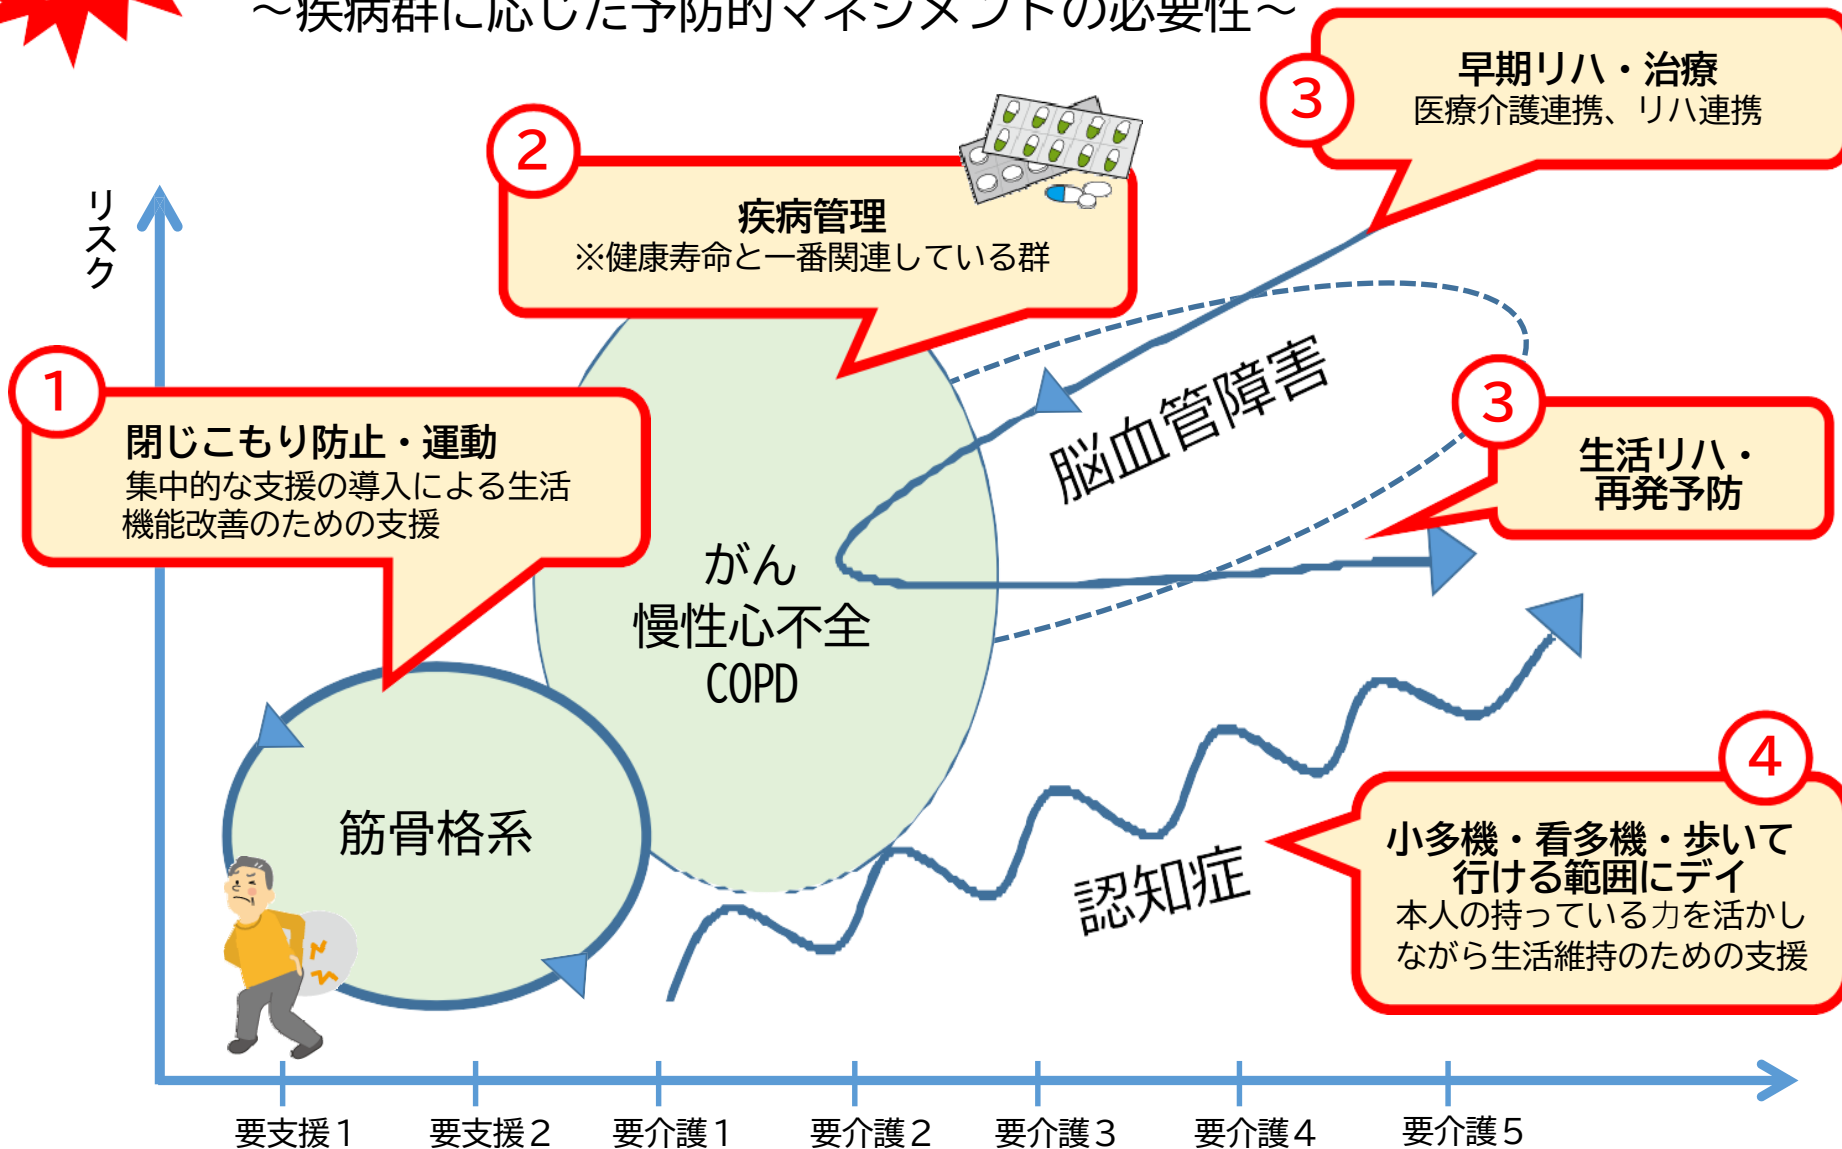 ～疾病群に応じた予防的マネジメントの必要性～
③
早期リハ・治療
医療介護連携、リハ連携
②
疾病管理
※健康寿命と一番関連している群
リスク
①
閉じこもり防止・運動
集中的な支援の導入による生活
機能改善のための支援
脳血管障害
③
生活リハ・
再発予防
がん
慢性心不全
COPD
筋骨格系
認知症
④
小多機・看多機・歩いて
行ける範囲にデイ
本人の持っている力を活かし
ながら生活維持のための支援
要支援１
要支援２
要介護１
要介護２
要介護３
要介護４
要介護５